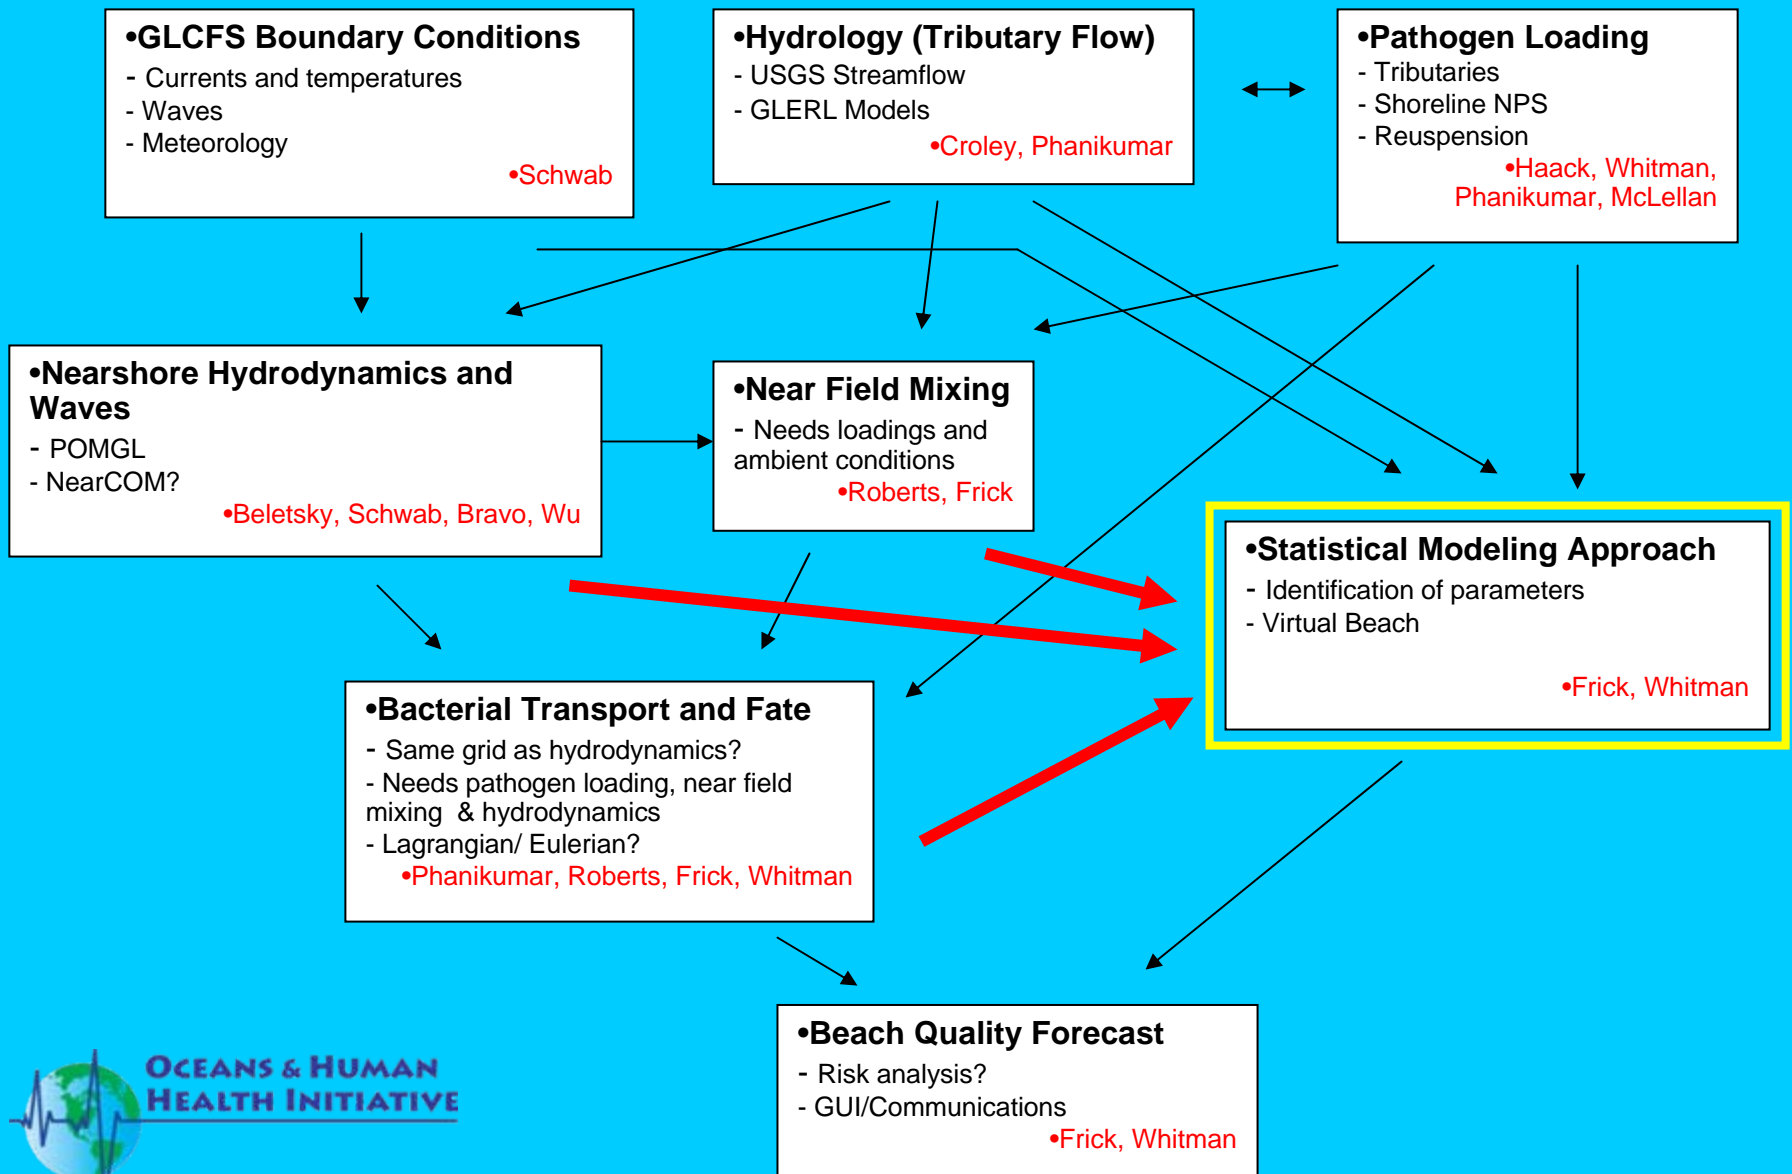 •GLCFS Boundary Conditions
- Currents and temperatures
- Waves
- Meteorology
•Schwab
•Hydrology (Tributary Flow)
- USGS Streamflow
- GLERL Models
•Croley, Phanikumar
•Pathogen Loading
- Tributaries
- Shoreline NPS
- Reuspension
•Haack, Whitman,
Phanikumar, McLellan
•Nearshore Hydrodynamics and
Waves
- POMGL
- NearCOM?
•Beletsky, Schwab, Bravo, Wu
•Near Field Mixing
- Needs loadings and
ambient conditions
•Roberts, Frick
•Statistical Modeling Approach
- Identification of parameters
- Virtual Beach
•Frick, Whitman
•Bacterial Transport and Fate
- Same grid as hydrodynamics?
- Needs pathogen loading, near field
mixing & hydrodynamics
- Lagrangian/ Eulerian?
•Phanikumar, Roberts, Frick, Whitman
•Beach Quality Forecast
- Risk analysis?
- GUI/Communications
•Frick, Whitman
OCEANS & HUMAN
HEALTH INITIATIVE